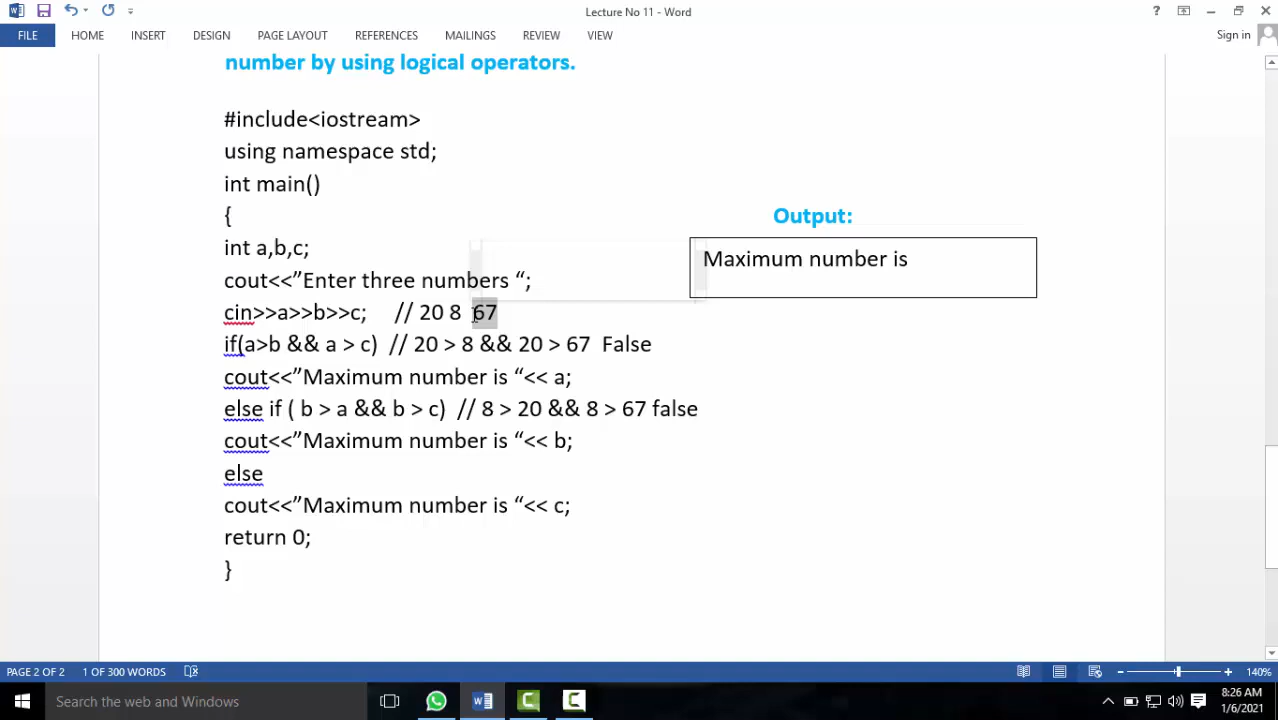 Lecture No 11 - Word
?
FILE
HOME
INSERT
DESIGN
PAGE LAYOUT
REFERENCES
MAILINGS
REVIEW
VIEW
Sign in
number by using logical operators.
#include<iostream>
using namespace std;
int main()
{
Output:
int a,b,c;
Maximum number is
cout<<”Enter three numbers “;
cin>>a>>b>>c; // 20 8 67
if(a>b && a > c) // 20 > 8 && 20 > 67 False
cout<<”Maximum number is “<< a;
else if ( b > a && b > c) // 8 > 20 && 8 > 67 false
cout<<”Maximum number is “<< b;
else
cout<<”Maximum number is “<< c;
return 0;
}
PAGE 2 OF 2
1 OF 300 WORDS
140%
Search the web and Windows
8:26 AM
1/6/2021